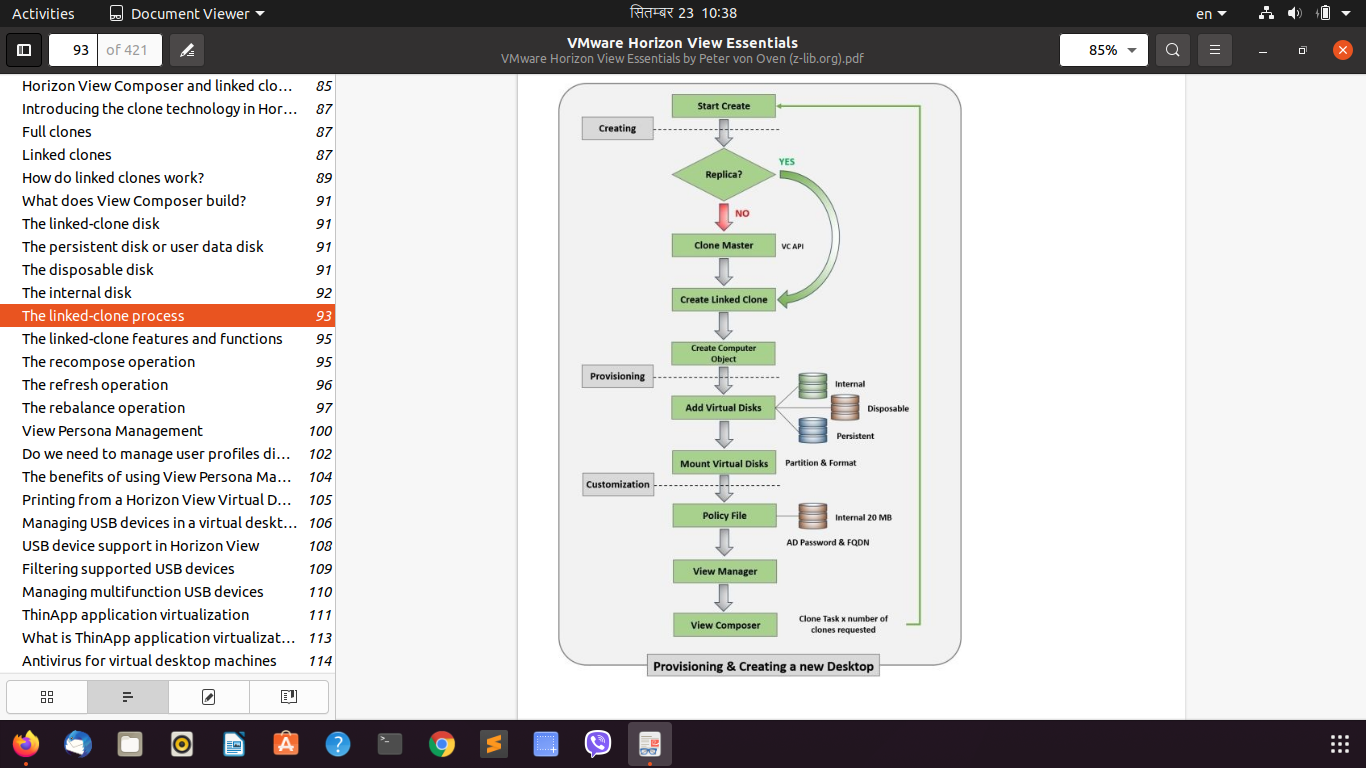 Activities
Document Viewer
सितम्बर 23 10:38
en
93
of 421
VMware Horizon View Essentials
VMware Horizon View Essentials by Peter von Oven (z-lib.org).pdf
85%
Horizon View Composer and linked clo... 85
Introducing the clone technology in Hor... 87
Full clones 87
Linked clones 87
How do linked clones work? 89
What does View Composer build? 91
The linked-clone disk 91
The persistent disk or user data disk 91
The disposable disk 91
The internal disk 92
The linked-clone process 93
The linked-clone features and functions 95
The recompose operation 95
The refresh operation 96
The rebalance operation 97
View Persona Management 100
Do we need to manage user profiles di... 102
The benefits of using View Persona Ma... 104
Printing from a Horizon View Virtual D... 105
Managing USB devices in a virtual deskt... 106
USB device support in Horizon View 108
Filtering supported USB devices 109
Managing multifunction USB devices 110
ThinApp application virtualization 111
What is ThinApp application virtualizat... 113
Antivirus for virtual desktop machines 114
Start Create
Creating
Replica?
YES
NO
Clone Master
VC API
Create Linked Clone
Create Computer
Object
Provisioning
Internal
Add Virtual Disks
Disposable
Persistent
Mount Virtual Disks
Partition & Format
Customization
Policy File
Internal 20 MB
AD Password & FQDN
View Manager
View Composer
Clone Task x number of
clones requested
Provisioning & Creating a new Desktop